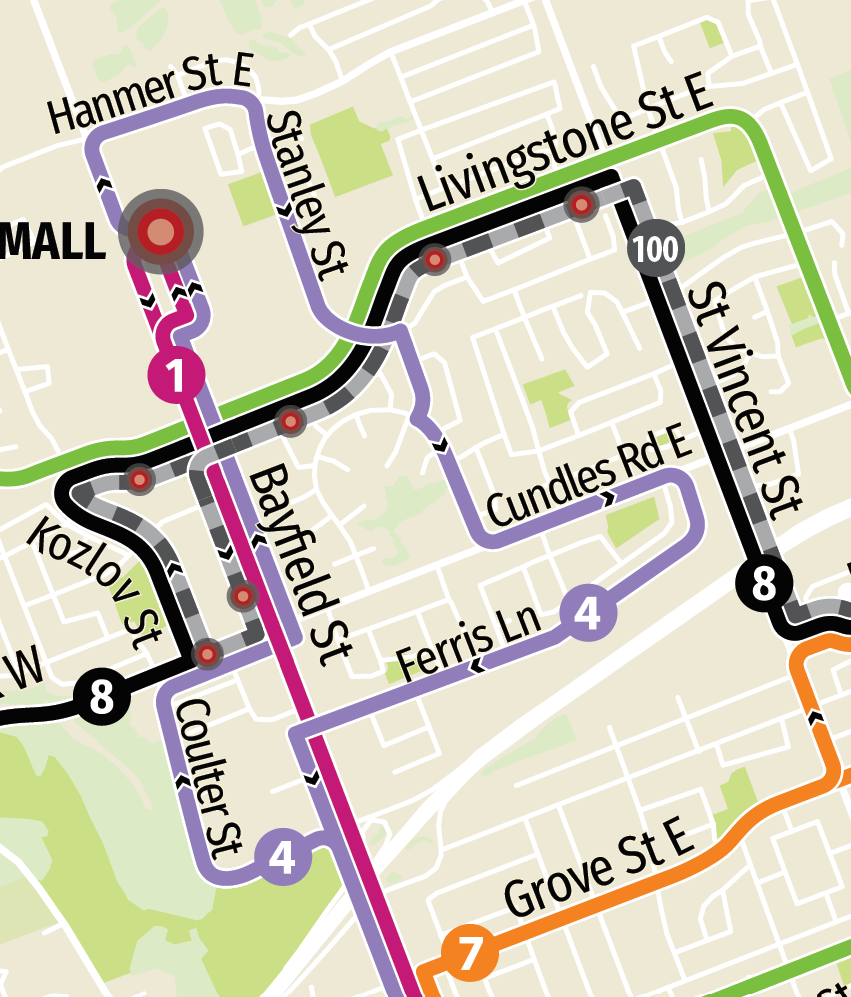 Hanmer St E
Stanley St
Livingstone St E
MALL
100
1
St Vincent St
Cundles Rd E
Bayfield St
Kozlov St
8
4
Ferris Ln
W
8
Coulter St
4
Grove St E
7